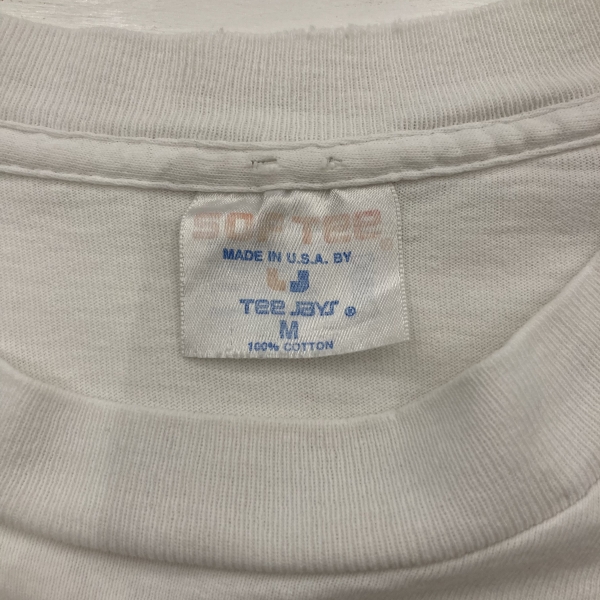 SOFTEE®
MADE IN U.S.A. BY
TEE JAYS ®
M
100% COTTON